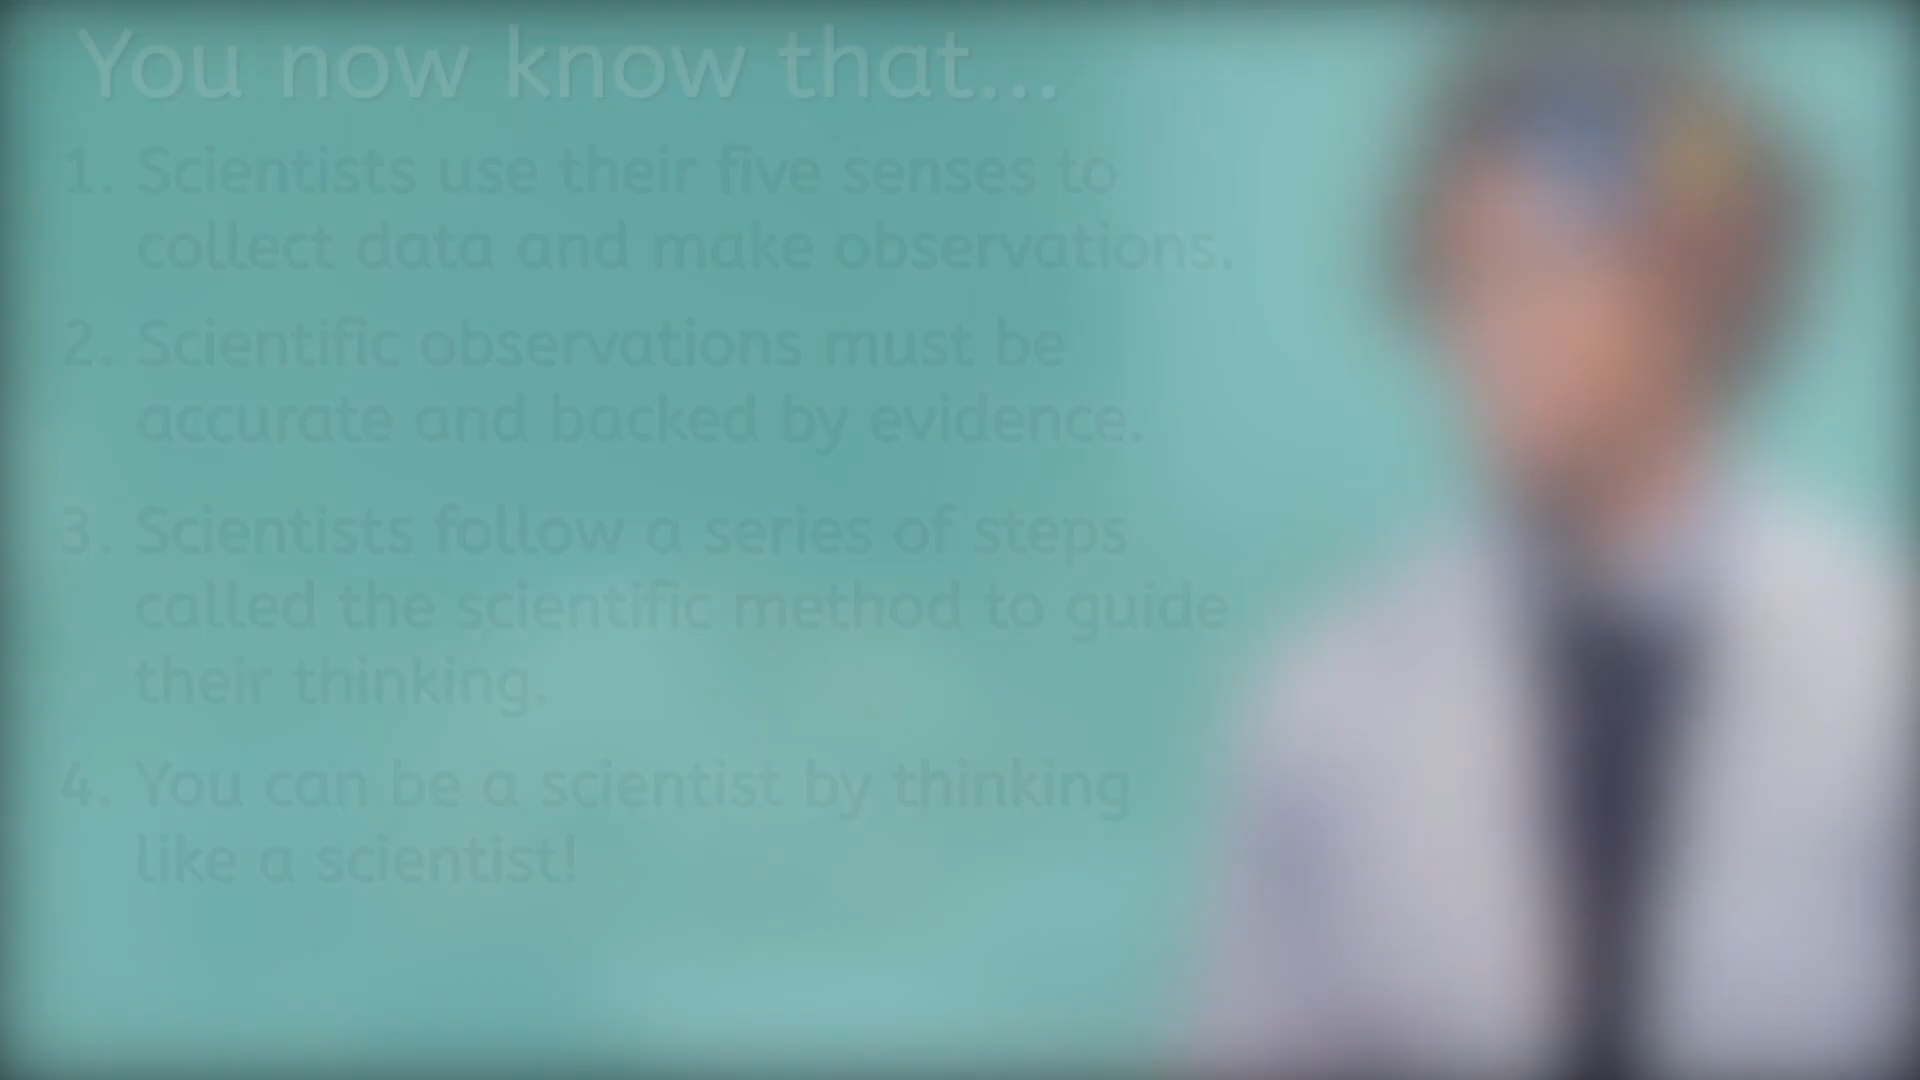 You now know that...
1. Scientists use their five senses to
collect data and make observations.
2. Scientific observations must be
accurate and backed by evidence.
3. Scientists follow a series of steps
called the scientific method to guide
their thinking.
4. You can be a scientist by thinking
like a scientist!